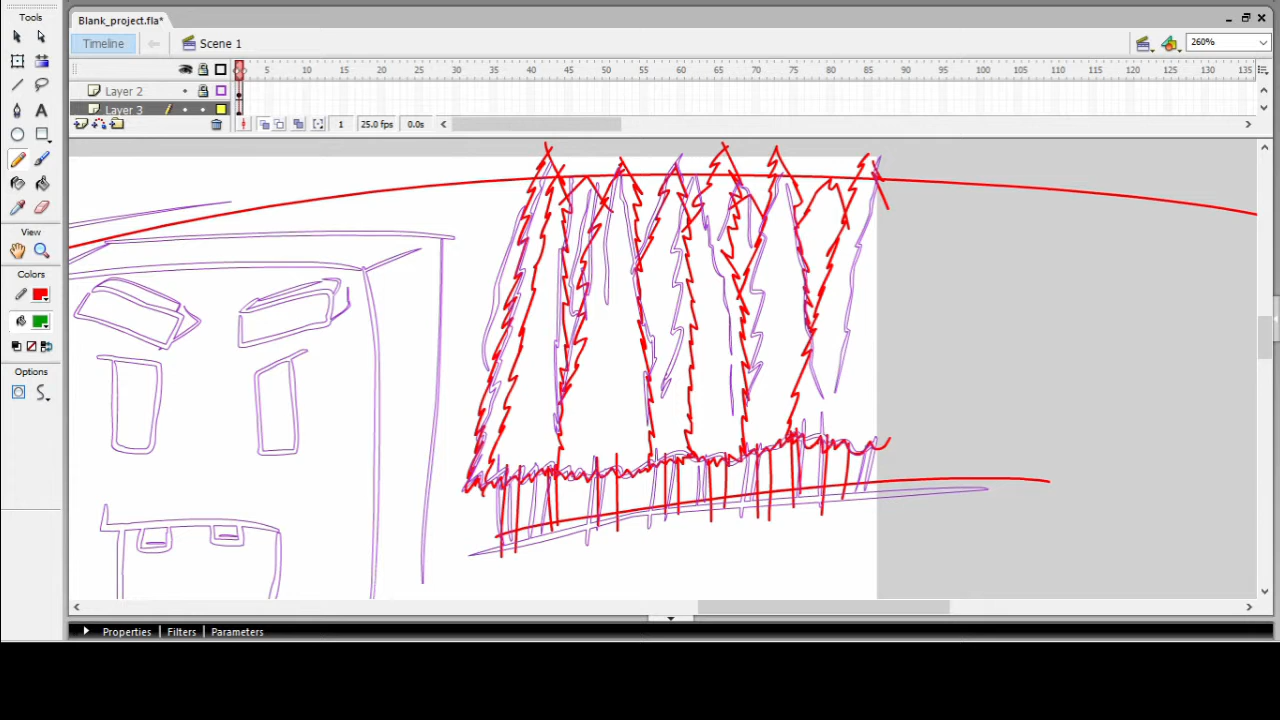 Tools
Blank_project.fla*
Timeline
Scene 1
260%
5 10 15 20 25 30 35 40 45 50 55 60 65 70 75 80 85 90 95 100 105 110 115 120 125 130 135
Layer 2
Layer 3
1 25.0 fps 0.0s
View
Colors
Options
Properties Filters Parameters